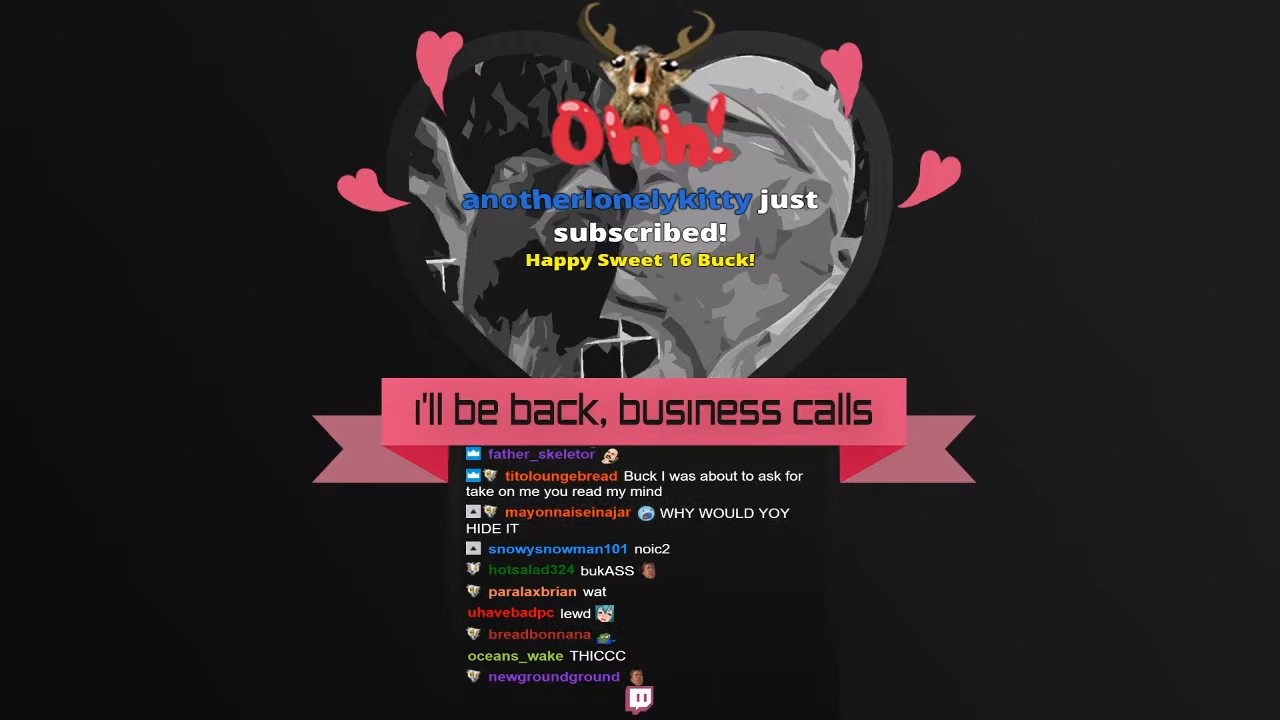 Ohh!
anotherlonelykitty just
subscribed!
Happy Sweet 16 Buck!
i'll be back, business calls
father_skeletor
titoloungebread Buck I was about to ask for
take on me you read my mind
mayonnaiseinajar WHY WOULD YOY
HIDE IT
snowysnowman101 noic2
hotsalad324 bukASS
paralaxbrian wat
uhavebadpc lewd
breadbonnana
oceans_wake THICCC
newgroundground